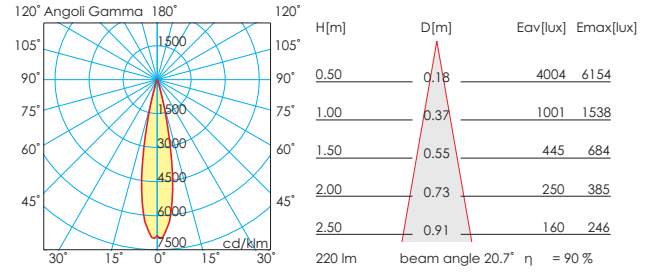 120° Angoli Gamma 180° 120°
105° 1500 105°
90° 90°
75° 1500 75°
60° 3000 60°
4500
45° 45°
6000
7500 cd/klm
30° 15° 0° 15° 30°
H[m] D[m] Eav[lux] Emax[lux]
0.50 0.18 4004 6154
1.00 0.37 1001 1538
1.50 0.55 445 684
2.00 0.73 250 385
2.50 0.91 160 246
220 lm beam angle 20.7° η = 90 %